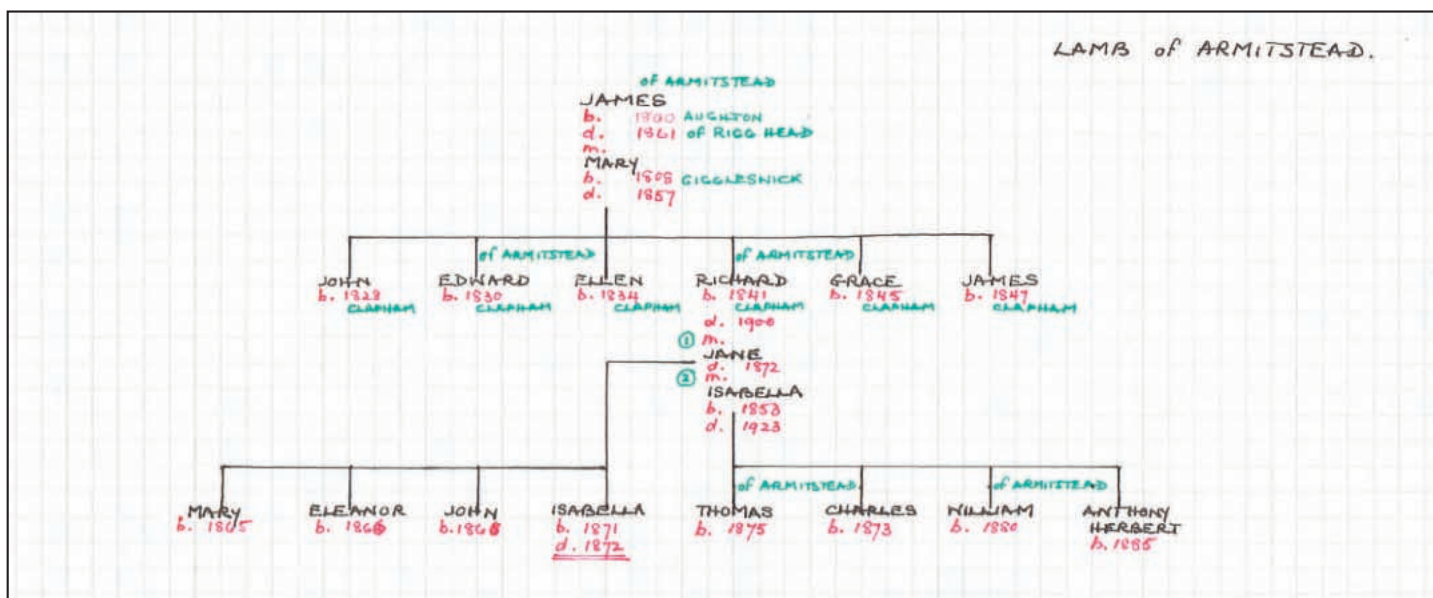 LAMB of ARMITSTEAD.
of ARMITSTEAD
JAMES
b. 1800 AUGHTON
d. 1861 of RIGG HEAD
m.
MARY
b. 1808 GIGGLESWICK
d. 1857
of ARMITSTEAD of ARMITSTEAD
JOHN EDWARD ELLEN RICHARD GRACE JAMES
b. 1828 b. 1830 b. 1834 b. 1841 b. 1845 b. 1847
CLAPHAM CLAPHAM CLAPHAM CLAPHAM CLAPHAM CLAPHAM
d. 1900
① m.
JANE
d. 1872
② m.
ISABELLA
b. 1853
d. 1923
of ARMITSTEAD of ARMITSTEAD
MARY ELEANOR JOHN ISABELLA THOMAS CHARLES WILLIAM ANTHONY
HERBERT
b. 1865 b. 1866 b. b. 1871 b. 1875 b. 1873 b. 1880 b.
d. 1872